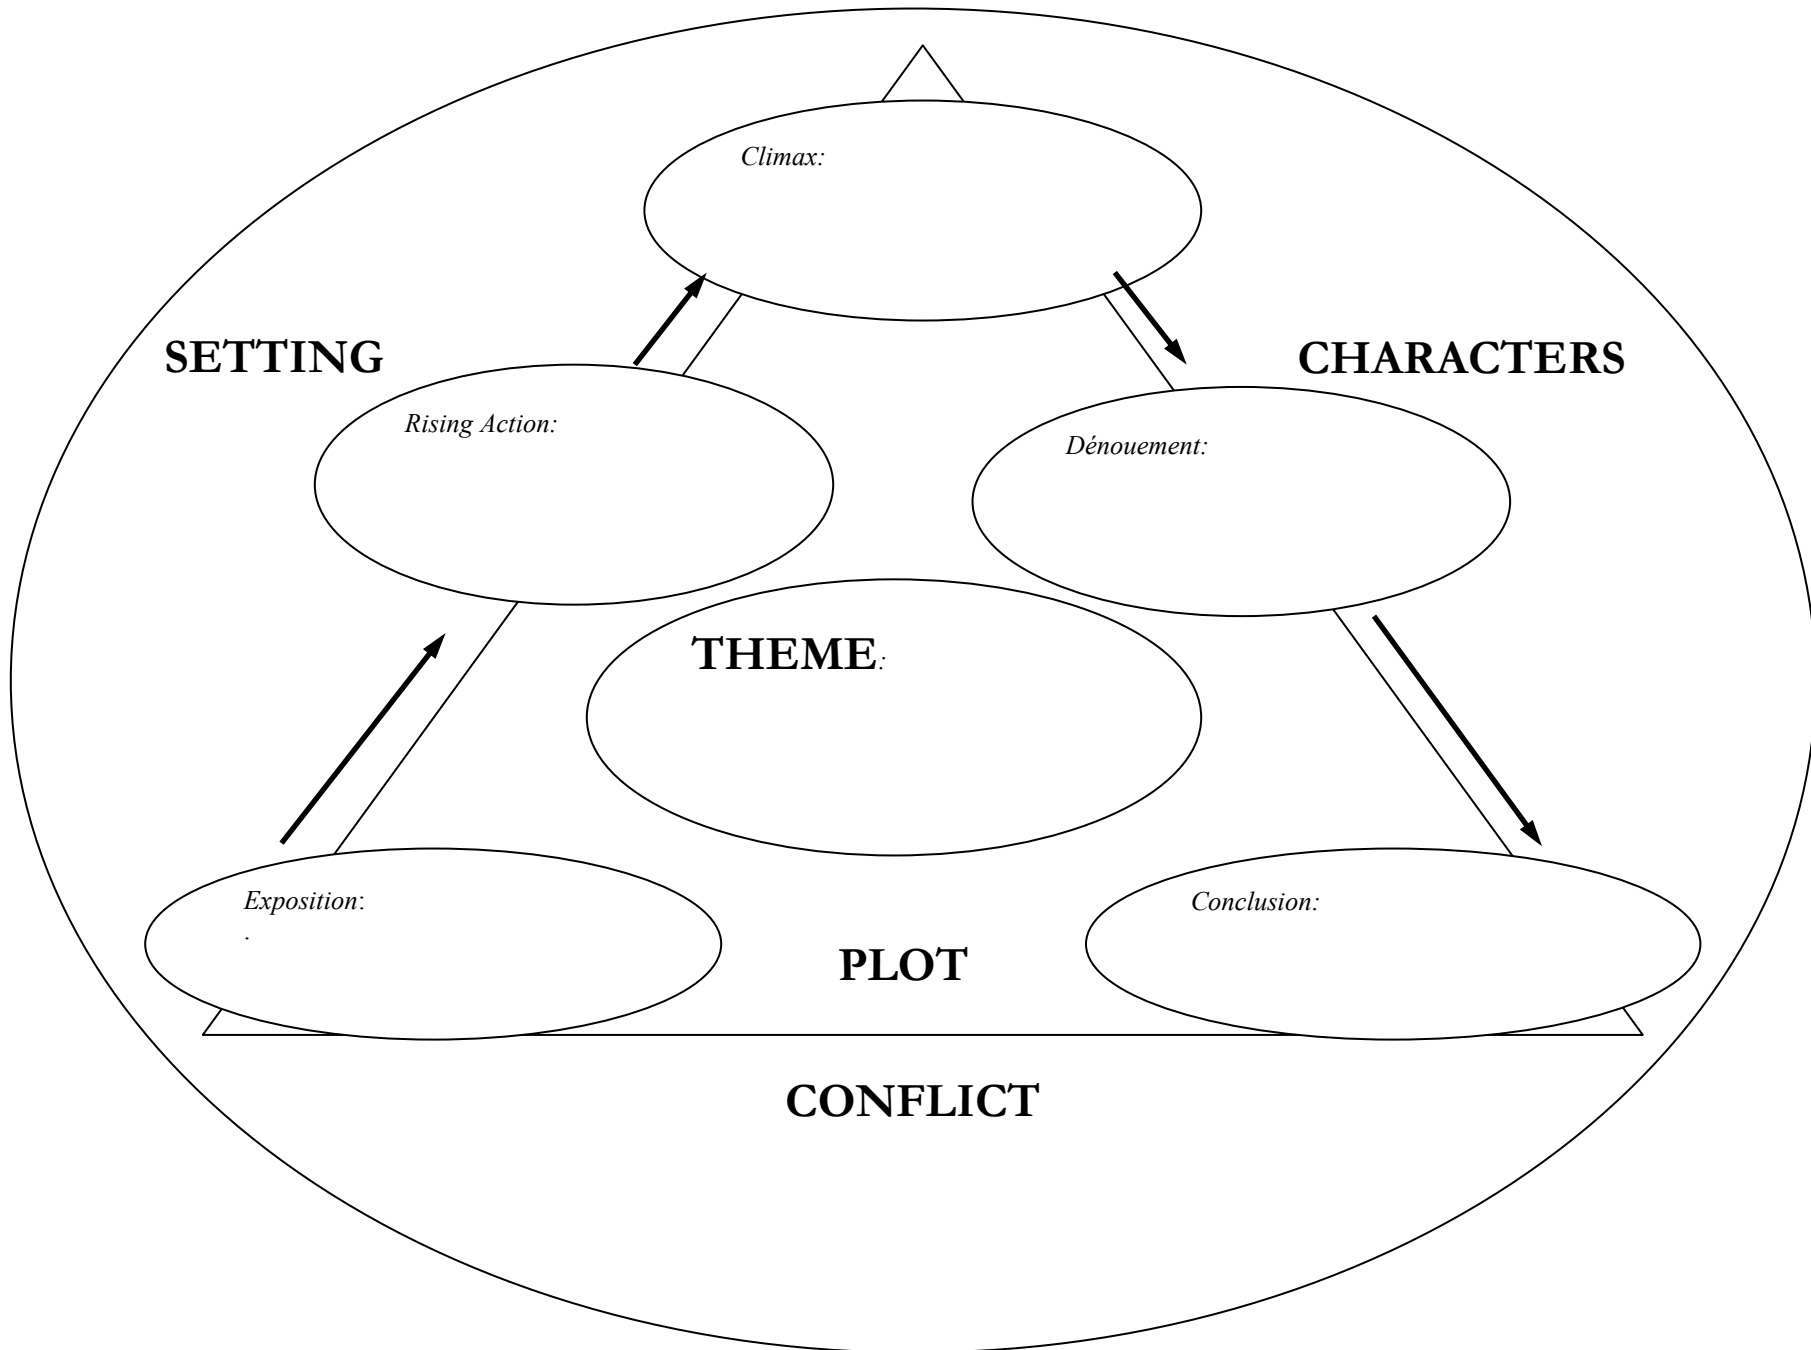 Climax:
SETTING
CHARACTERS
Rising Action:
Dénouement:
THEME:
Exposition:
.
Conclusion:
PLOT
CONFLICT